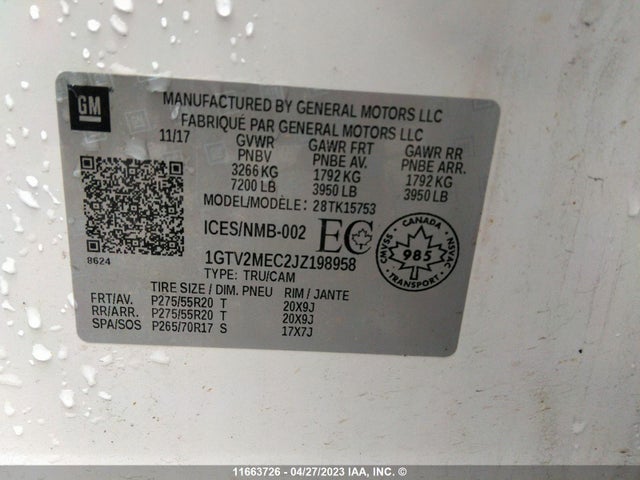 GM
MANUFACTURED BY GENERAL MOTORS LLC
FABRIQUÉ PAR GENERAL MOTORS LLC
11/17 GVWR GAWR FRT GAWR RR
PNBV PNBE AV. PNBE ARR.
3266 KG 1792 KG 1792 KG
7200 LB 3950 LB 3950 LB
MODEL/MODÈLE: 28TK15753
ICES/NMB-002 EC
8624 1GTV2MEC2JZ198958
TYPE: TRU/CAM
CANADA
CMVSS NSVAC
985
TRANSPORT
TIRE SIZE / DIM. PNEU RIM / JANTE
FRT/AV. P275/55R20 T 20X9J
RR/ARR. P275/55R20 T 20X9J
SPA/SOS P265/70R17 S 17X7J
11663726 - 04/27/2023 IAA, INC. ©